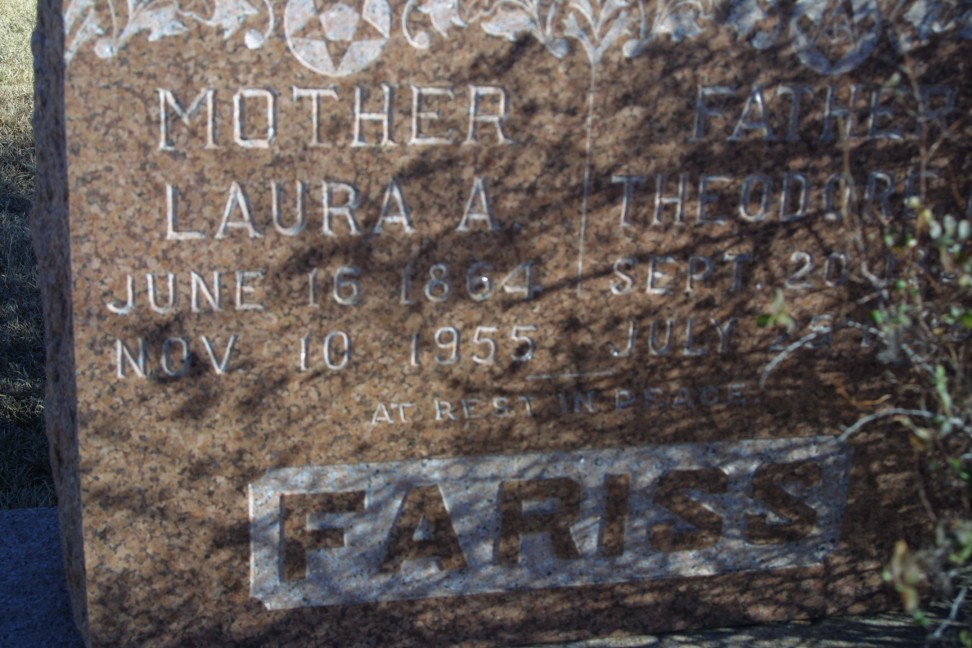 MOTHER
LAURA A.
JUNE 16 1864
NOV 10 1955
FATHER
THEODORE
SEPT. 20
JULY
AT REST IN PEACE
FARISS